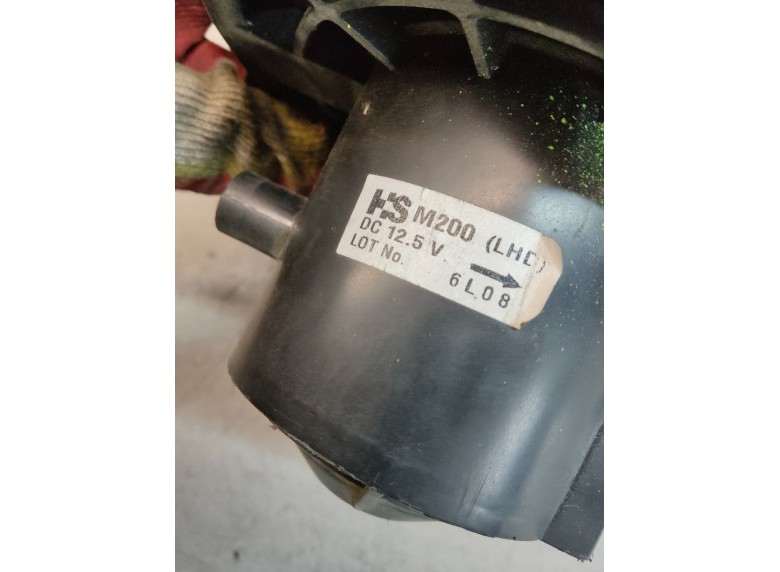 HS M200 (LHD)
DC 12.5 V
LOT No. 6L08